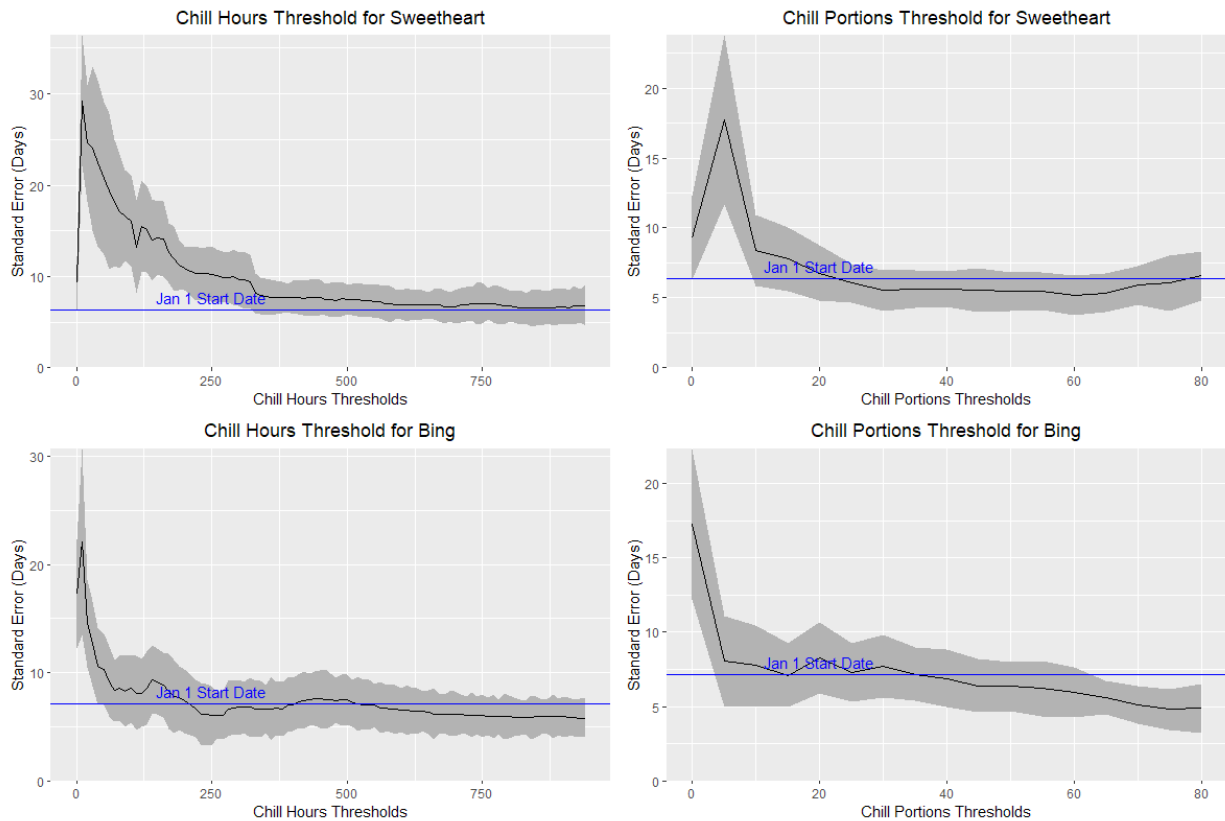 Chill Hours Threshold for Sweetheart
Standard Error (Days)
30
20
10
0
Jan 1 Start Date
0 250 500 750
Chill Hours Thresholds
Chill Portions Threshold for Sweetheart
Standard Error (Days)
20
15
10
5
0
Jan 1 Start Date
0 20 40 60 80
Chill Portions Thresholds
Chill Hours Threshold for Bing
Standard Error (Days)
30
20
10
0
Jan 1 Start Date
0 250 500 750
Chill Hours Thresholds
Chill Portions Threshold for Bing
Standard Error (Days)
20
15
10
5
0
Jan 1 Start Date
0 20 40 60 80
Chill Portions Thresholds